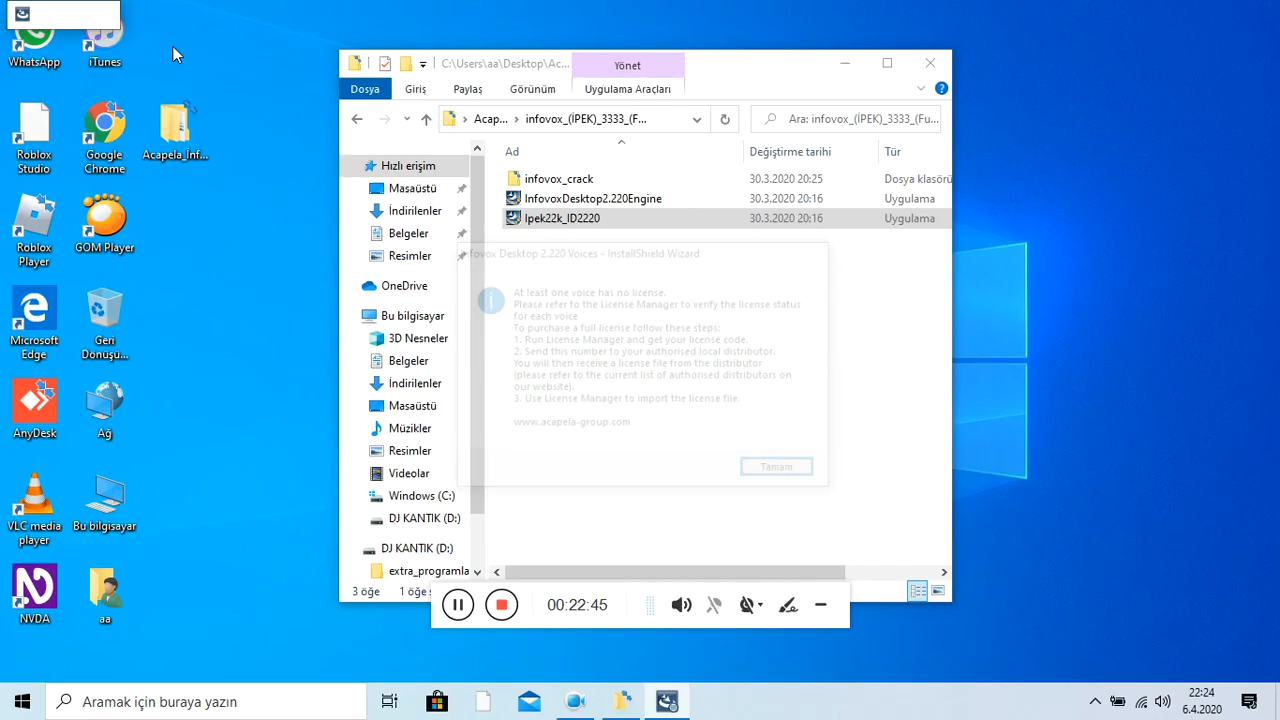 WhatsApp
iTunes
Roblox
Studio
Google
Chrome
Acapela_İnf...
Roblox
Player
GOM Player
Microsoft
Edge
Geri
Dönüşü...
AnyDesk
Ağ
VLC media
player
Bu bilgisayar
NVDA
aa
C:\Users\aa\Desktop\Ac...
Yönet
Dosya
Giriş
Paylaş
Görünüm
Uygulama Araçları
Acap...
infovox_(İPEK)_3333_(F...
Ara: infovox_(İPEK)_3333_(Fu...
Ad
Değiştirme tarihi
Tür
Hızlı erişim
Masaüstü
İndirilenler
Belgeler
Resimler
OneDrive
Bu bilgisayar
3D Nesneler
Belgeler
İndirilenler
Masaüstü
Müzikler
Resimler
Videolar
Windows (C:)
DJ KANTIK (D:)
DJ KANTIK (D:)
extra_programla
infovox_crack
30.3.2020 20:25
Dosya klasörü
InfovoxDesktop2.220Engine
30.3.2020 20:16
Uygulama
Ipek22k_ID2220
30.3.2020 20:16
Uygulama
fovox Desktop 2.220 Voices - InstallShield Wizard
At least one voice has no license.
Please refer to the License Manager to verify the license status
for each voice
To purchase a full license follow these steps:
1. Run License Manager and get your license code.
2. Send this number to your authorised local distributor.
You will then receive a license file from the distributor
(please refer to the current list of authorised distributors on
our website).
3. Use License Manager to import the license file.
www.acapela-group.com
Tamam
3 öğe
1 öğe s
00:22:45
Aramak için buraya yazın
22:24
6.4.2020